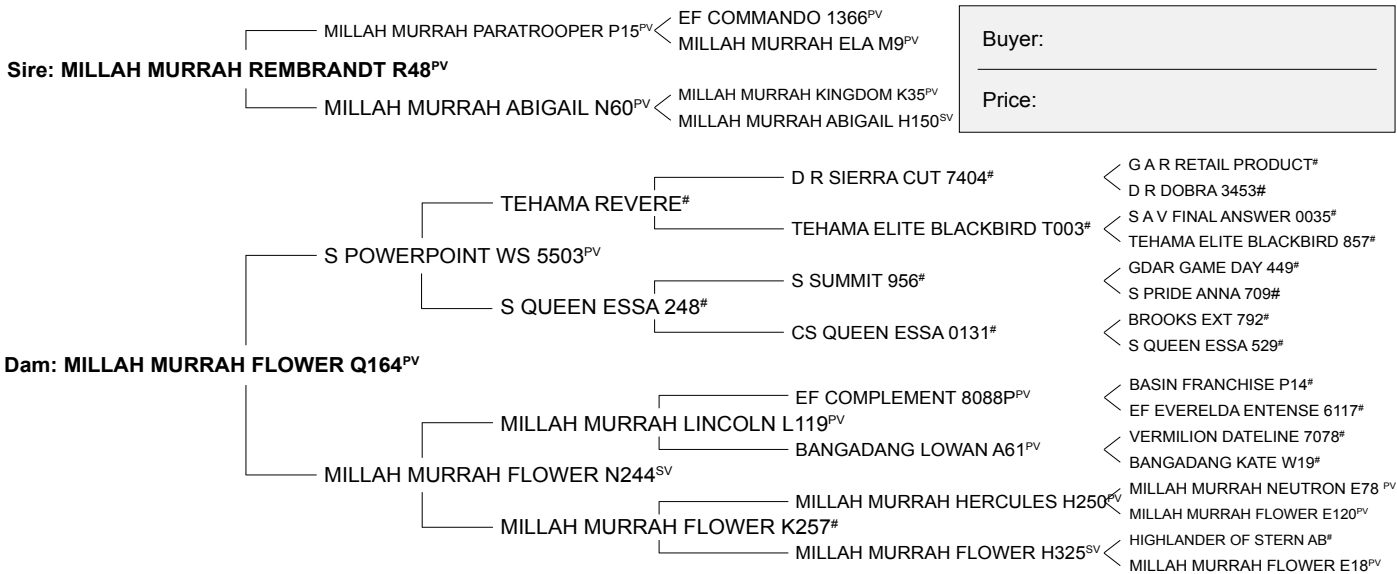 MILLAH MURRAH PARATROOPER P15PV
EF COMMANDO 1366PV
MILLAH MURRAH ELA M9PV
Sire: MILLAH MURRAH REMBRANDT R48PV
MILLAH MURRAH ABIGAIL N60PV
MILLAH MURRAH KINGDOM K35PV
MILLAH MURRAH ABIGAIL H150SV
Buyer:
Price:
G A R RETAIL PRODUCT#
D R SIERRA CUT 7404#
D R DOBRA 3453#
TEHAMA REVERE#
S A V FINAL ANSWER 0035#
TEHAMA ELITE BLACKBIRD T003#
TEHAMA ELITE BLACKBIRD 857#
S POWERPOINT WS 5503PV
GDAR GAME DAY 449#
S SUMMIT 956#
S PRIDE ANNA 709#
S QUEEN ESSA 248#
BROOKS EXT 792#
CS QUEEN ESSA 0131#
S QUEEN ESSA 529#
Dam: MILLAH MURRAH FLOWER Q164PV
BASIN FRANCHISE P14#
EF COMPLEMENT 8088PPV
EF EVERELDA ENTENSE 6117#
MILLAH MURRAH LINCOLN L119PV
VERMILION DATELINE 7078#
BANGADANG LOWAN A61PV
BANGADANG KATE W19#
MILLAH MURRAH FLOWER N244SV
MILLAH MURRAH NEUTRON E78 PV
MILLAH MURRAH HERCULES H250PV
MILLAH MURRAH FLOWER E120PV
MILLAH MURRAH FLOWER K257#
HIGHLANDER OF STERN AB#
MILLAH MURRAH FLOWER H325SV
MILLAH MURRAH FLOWER E18PV